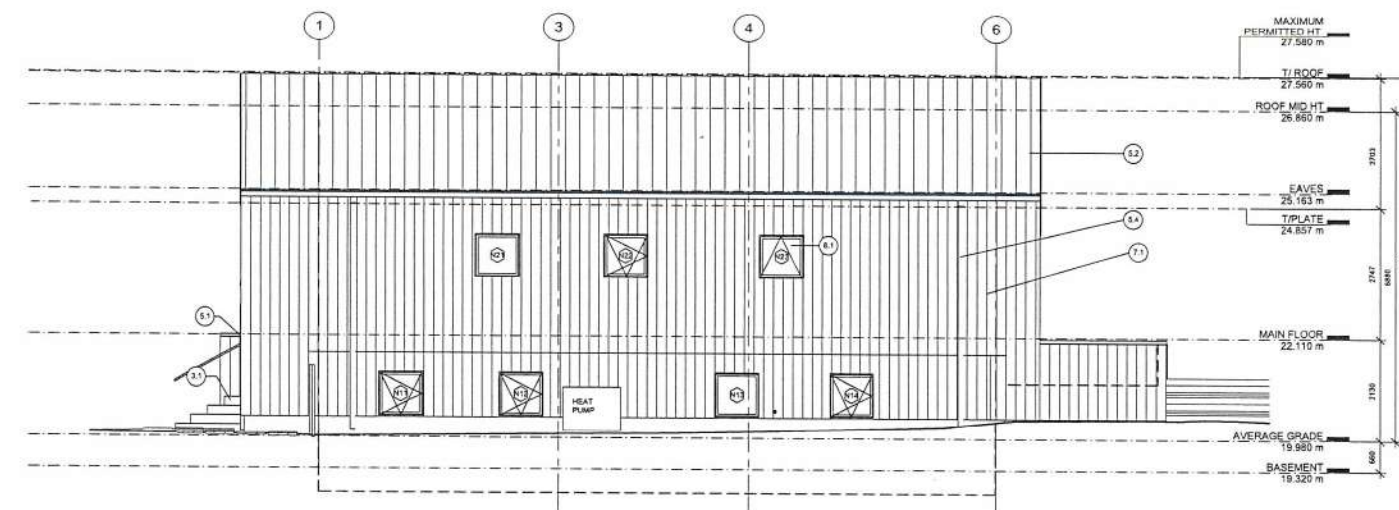 1
3
4
6
MAXIMUM
PERMITTED HT
27.580 m
T/ ROOF
27.560 m
ROOF MID HT
26.860 m
5.2
2703
EAVES
25.163 m
T/PLATE
24.857 m
5.4
7.1
N21
N22
N23
6.1
2747
6880
5.1
MAIN FLOOR
22.110 m
3.1
N11
N12
HEAT
PUMP
N13
N14
2130
AVERAGE GRADE
19.980 m
660
BASEMENT
19.320 m